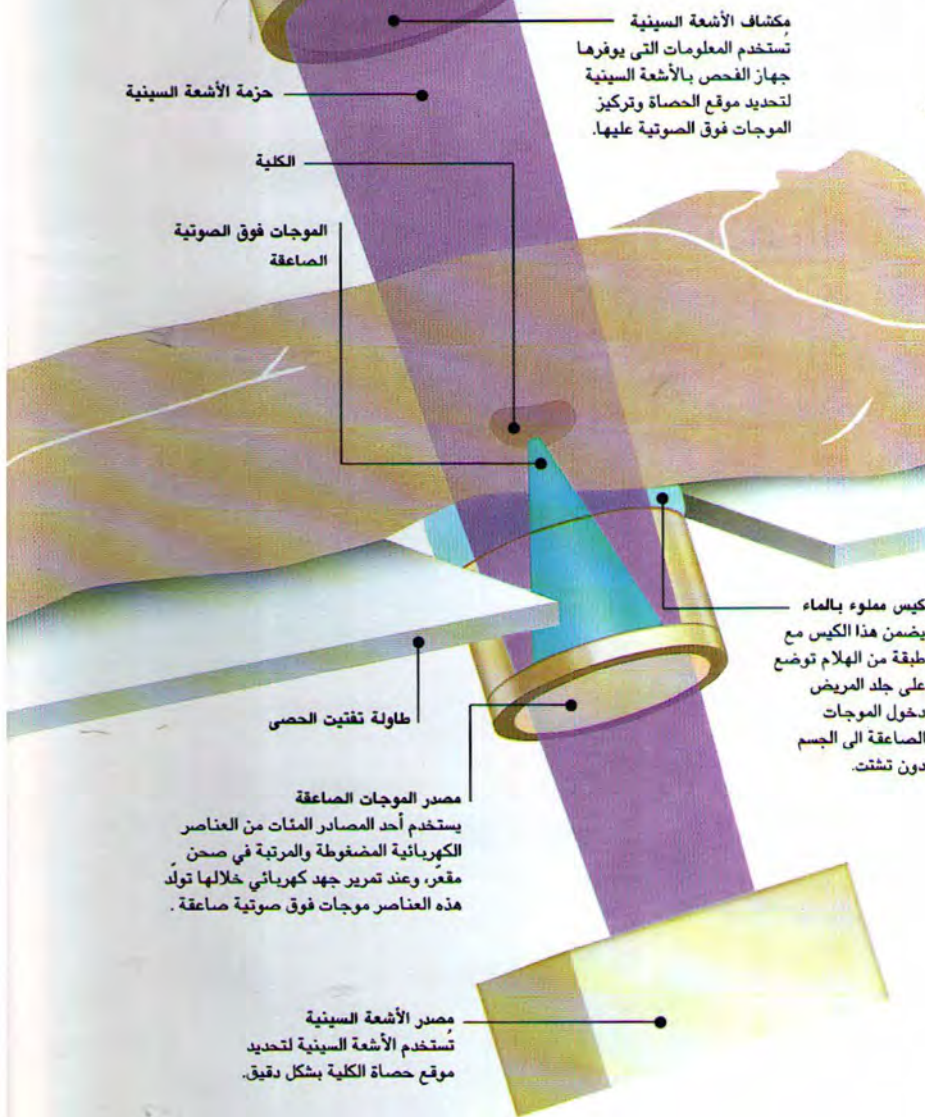 مكشاف الأشعة السينية
تُستخدم المعلومات التى يوفرها
جهاز الفحص بالأشعة السينية
لتحديد موقع الحصاة وتركيز
الموجات فوق الصوتية عليها.
حزمة الأشعة السينية
الكلية
الموجات فوق الصوتية
الصاعقة
كيس مملوء بالماء
يضمن هذا الكيس مع
طبقة من الهلام توضع
على جلد المريض
دخول الموجات
الصاعقة الى الجسم
دون تشتت.
طاولة تفتيت الحصى
مصدر الموجات الصاعقة
يستخدم أحد المصادر المئات من العناصر
الكهربائية المضغوطة والمرتبة في صحن
مقعّر، وعند تمرير جهد كهربائي خلالها تولّد
هذه العناصر موجات فوق صوتية صاعقة .
مصدر الأشعة السينية
تُستخدم الأشعة السينية لتحديد
موقع حصاة الكلية بشكل دقيق.